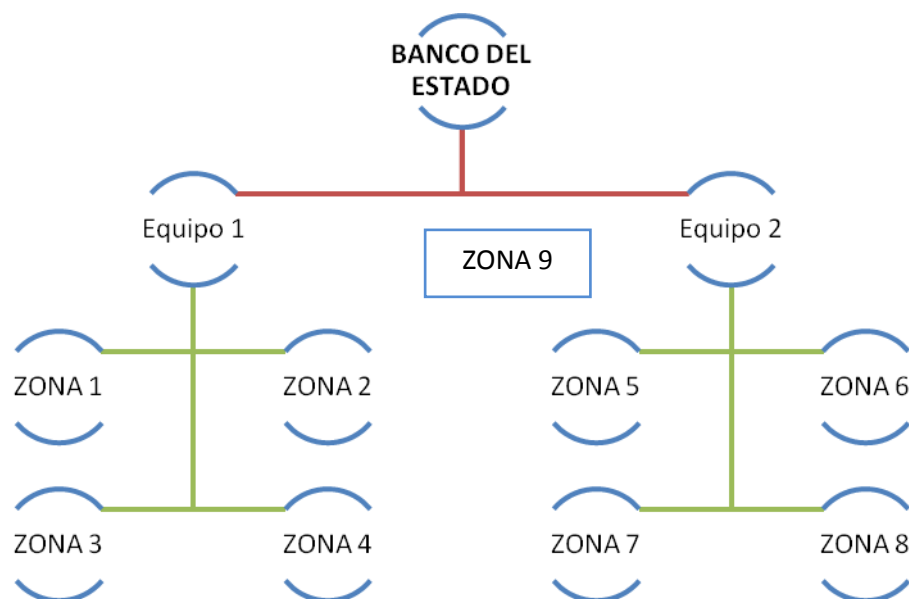 BANCO DEL
ESTADO
Equipo 1
Equipo 2
ZONA 9
ZONA 1
ZONA 2
ZONA 5
ZONA 6
ZONA 3
ZONA 4
ZONA 7
ZONA 8